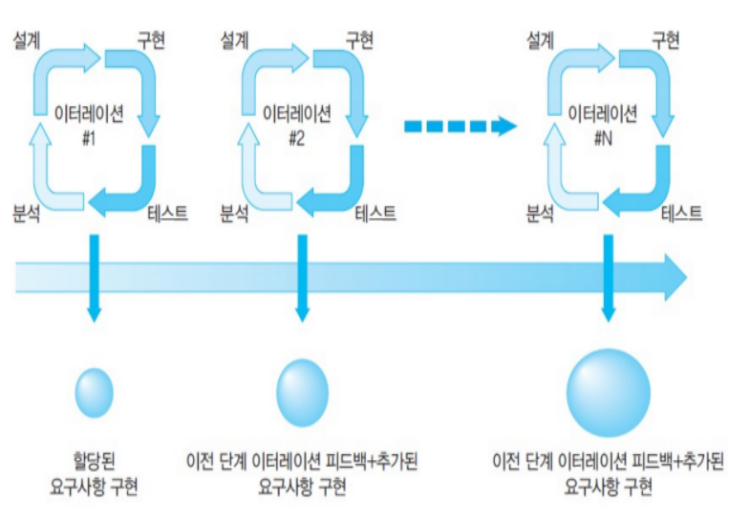 설계
구현
이터레이션
#1
분석
테스트
설계
구현
이터레이션
#2
분석
테스트
설계
구현
이터레이션
#N
분석
테스트
할당된
요구사항 구현
이전 단계 이터레이션 피드백+추가된
요구사항 구현
이전 단계 이터레이션 피드백+추가된
요구사항 구현